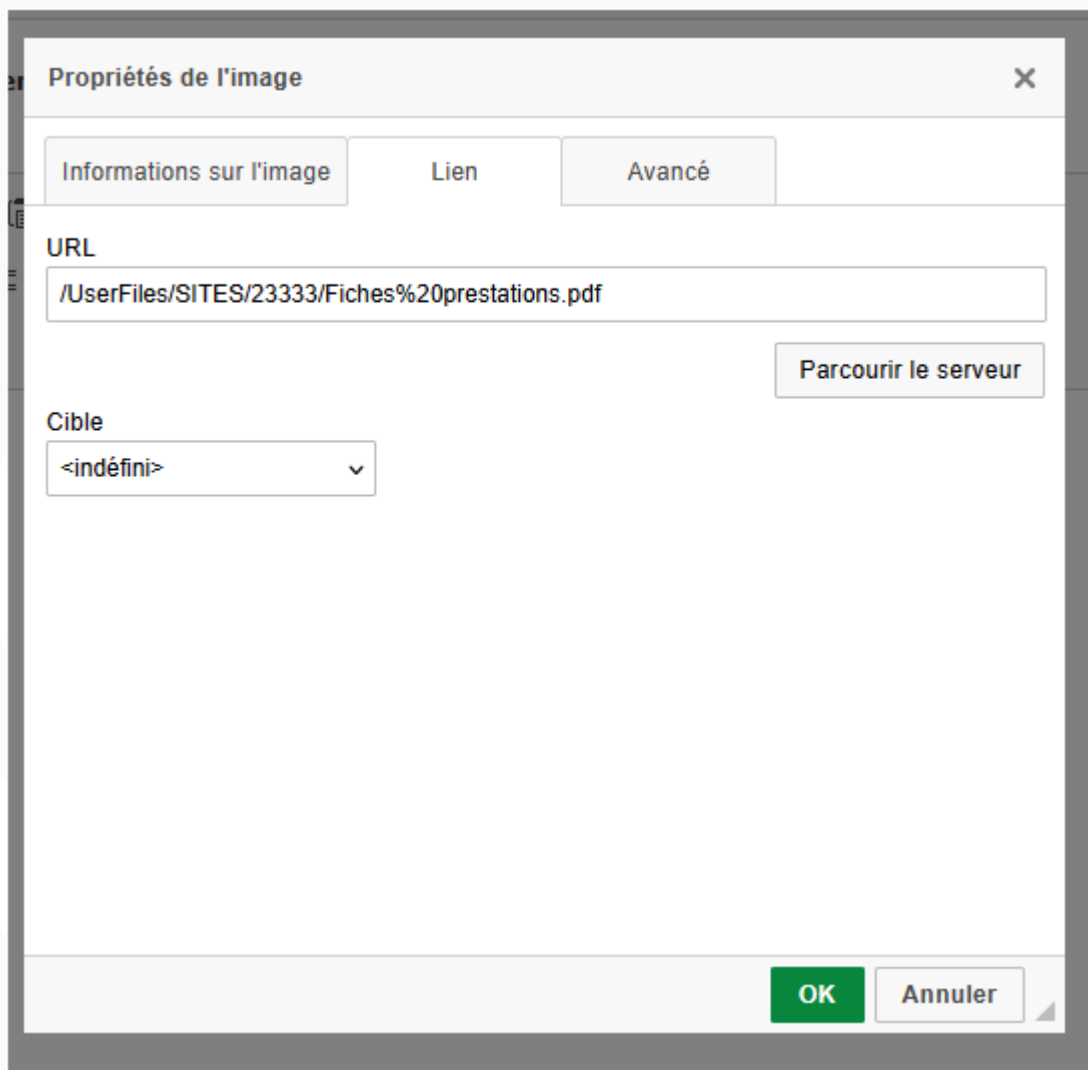 Propriétés de l'image
Informations sur l'image
Lien
Avancé
URL
/UserFiles/SITES/23333/Fiches%20prestations.pdf
Parcourir le serveur
Cible
<indéfini>
OK
Annuler